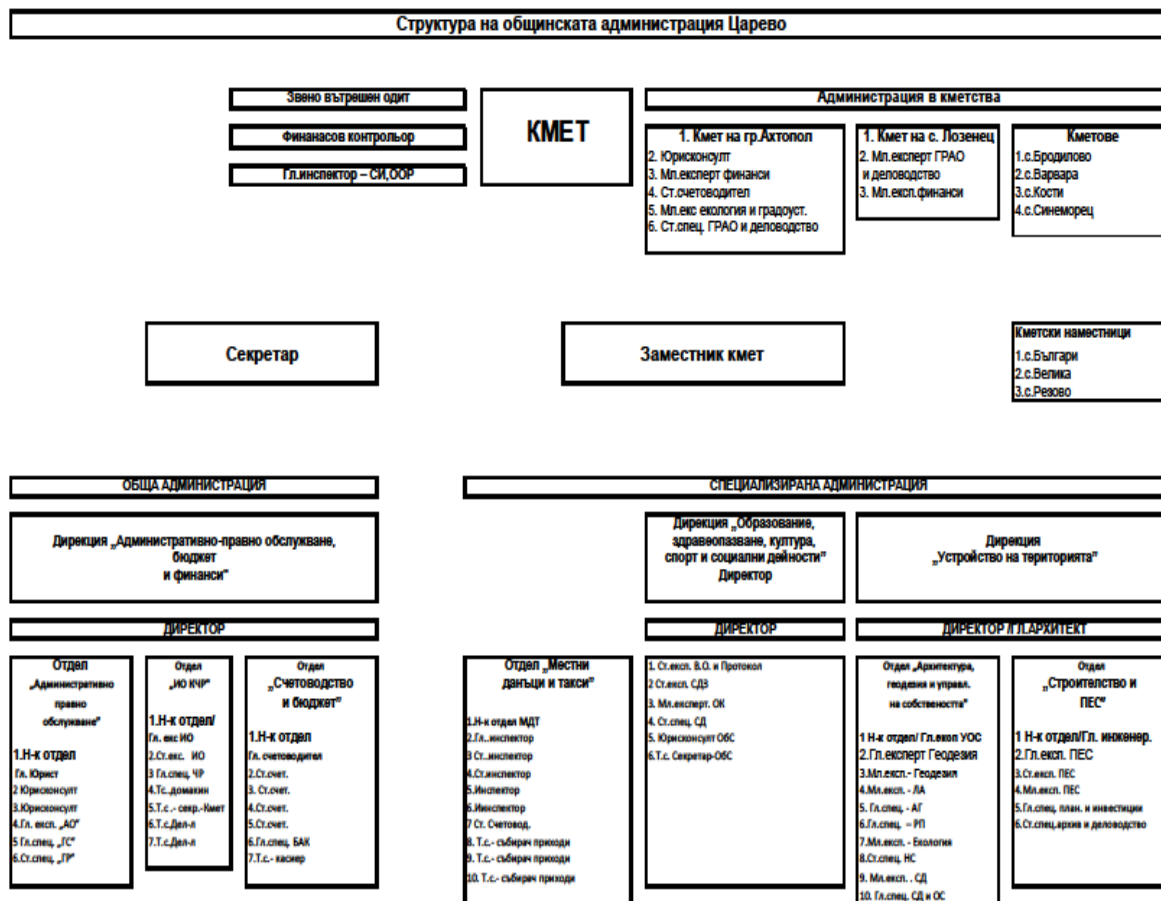 Структура на общинската администрация Царево
Звено вътрешен одит
Финанасов контрольор
Гл.инспектор – СИ,ООР
КМЕТ
Администрация в кметства
1. Кмет на гр.Ахтопол
2. Юрисконсулт
3. Мл.експерт финанси
4. Ст.счетоводител
5. Мл.екс екология и градоуст.
6. Ст.спец. ГРАО и деловодство
1. Кмет на с. Лозенец
2. Мл.експерт ГРАО
и деловодство
3. Мл.експ.финанси
Кметове
1.с.Бродилово
2.с.Варвара
3.с.Кости
4.с.Синеморец
Секретар
Заместник кмет
Кметски наместници
1.с.Българи
2.с.Велика
3.с.Резово
ОБЩА АДМИНИСТРАЦИЯ
СПЕЦИАЛИЗИРАНА АДМИНИСТРАЦИЯ
Дирекция „Административно-правно обслужване,
бюджет
и финанси"
Дирекция „Образование,
здравеопазване, култура,
спорт и социални дейности"
Директор
Дирекция
„Устройство на територията"
ДИРЕКТОР
ДИРЕКТОР
ДИРЕКТОР /ГЛ.АРХИТЕКТ
Отдел
„Административно
правно
обслужване"
1.Н-к отдел
Гл. Юрист
2 Юрисконсулт
3.Юрисконсулт
4.Гл. експ. „АО"
5 Гл.спец. „ГС"
6.Ст.спец. „ГР"
Отдел
„ИО КЧР"
1.Н-к отдел/
Гл. екс ИО
2.Ст.екс. ИО
3 Гл.спец. ЧР
4.Тс..домакин
5.Т.с .- секр.-Кмет
6.Т.с.Дел-л
7.Т.с.Дел-л
Отдел
„Счетоводство
и бюджет"
1.Н-к отдел
Гл. счетоводител
2.Ст.счет.
3. Ст.счет.
4.Ст.счет.
5.Ст.счет.
6.Гл.спец. БАК
7.Т.с.- касиер
Отдел „Местни
данъци и такси"
1.Н-к отдел МДТ
2.Гл..инспектор
3 Ст..инспектор
4.Ст.инспектор
5.Инспектор
6.Иинспектор
7 Ст. Счетовод.
8. Т.с.- събирач приходи
9. Т.с.- събирач приходи
10. Т.с.- събирач приходи
1. Ст.експ. В.О. и Протокол
2 Ст.експ. СДЗ
3. Мл.експерт. ОК
4. Ст.спец. СД
5. Юрисконсулт ОбС
6.Т.с. Секретар-ОбС
Отдел „Архитектура,
геодезия и управл.
на собствеността"
1 Н-к отдел/ Гл.експ УОС
2.Гл.експерт Геодезия
3.Мл.експ.- Геодезия
4.Мл.експ. - ЛА
5. Гл.спец. - АГ
6.Гл.спец. – РП
7.Мл.експ. - Екология
8.Ст.спец. НС
9. Мл.експ. . СД
10. Гл.спец. СД и ОС
Отдел
„Строителство и
ПЕС"
1 Н-к отдел/Гл. инженер.
2.Гл.експ. ПЕС
3.Ст.експ. ПЕС
4.Мл.експ. ПЕС
5.Гл.спец. план. и инвестиции
6.Ст.спец.архив и деловодство